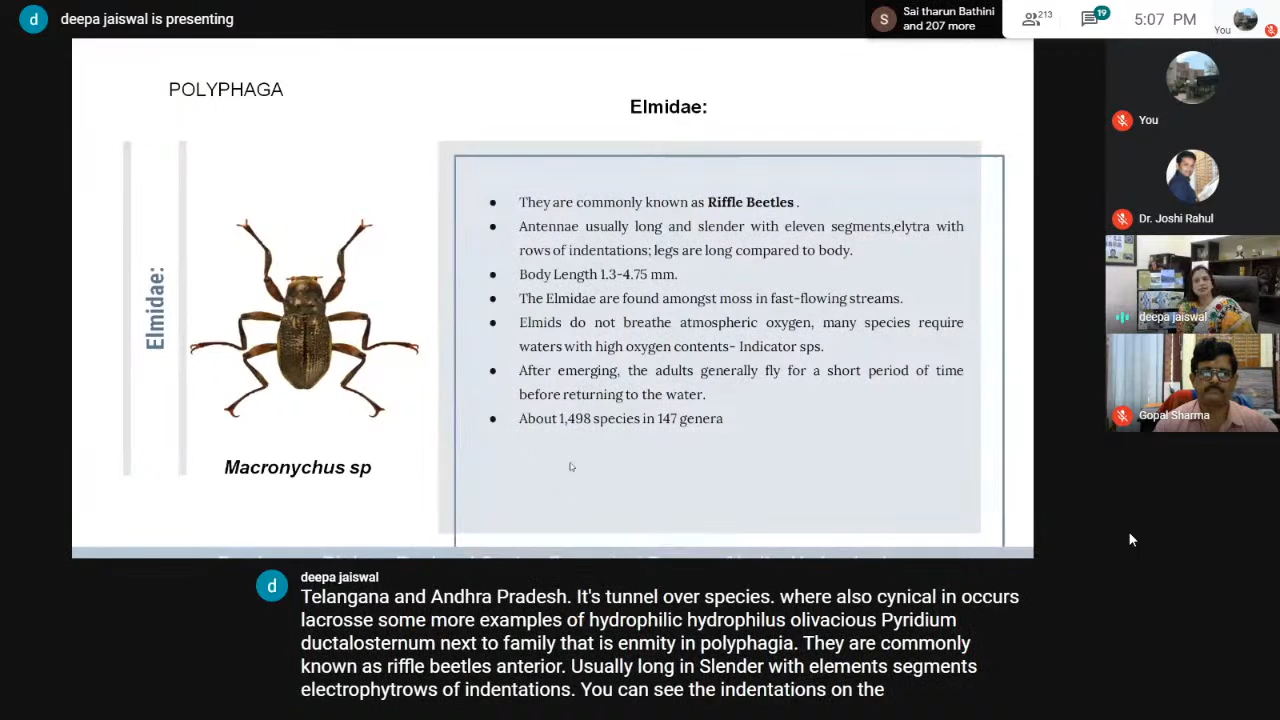 d deepa jaiswal is presenting
S Sai tharun Bathini
and 207 more
213
19
5:07 PM
You
POLYPHAGA
Elmidae:
Elmidae:
● They are commonly known as Riffle Beetles .
● Antennae usually long and slender with eleven segments,elytra with
rows of indentations; legs are long compared to body.
● Body Length 1.3-4.75 mm.
● The Elmidae are found amongst moss in fast-flowing streams.
● Elmids do not breathe atmospheric oxygen, many species require
waters with high oxygen contents- Indicator sps.
● After emerging, the adults generally fly for a short period of time
before returning to the water.
● About 1,498 species in 147 genera
Macronychus sp
You
Dr. Joshi Rahul
deepa jaiswal
Gopal Sharma
d deepa jaiswal
Telangana and Andhra Pradesh. It's tunnel over species. where also cynical in occurs
lacrosse some more examples of hydrophilic hydrophilus olivacious Pyridium
ductalosternum next to family that is enmity in polyphagia. They are commonly
known as riffle beetles anterior. Usually long in Slender with elements segments
electrophytrows of indentations. You can see the indentations on the